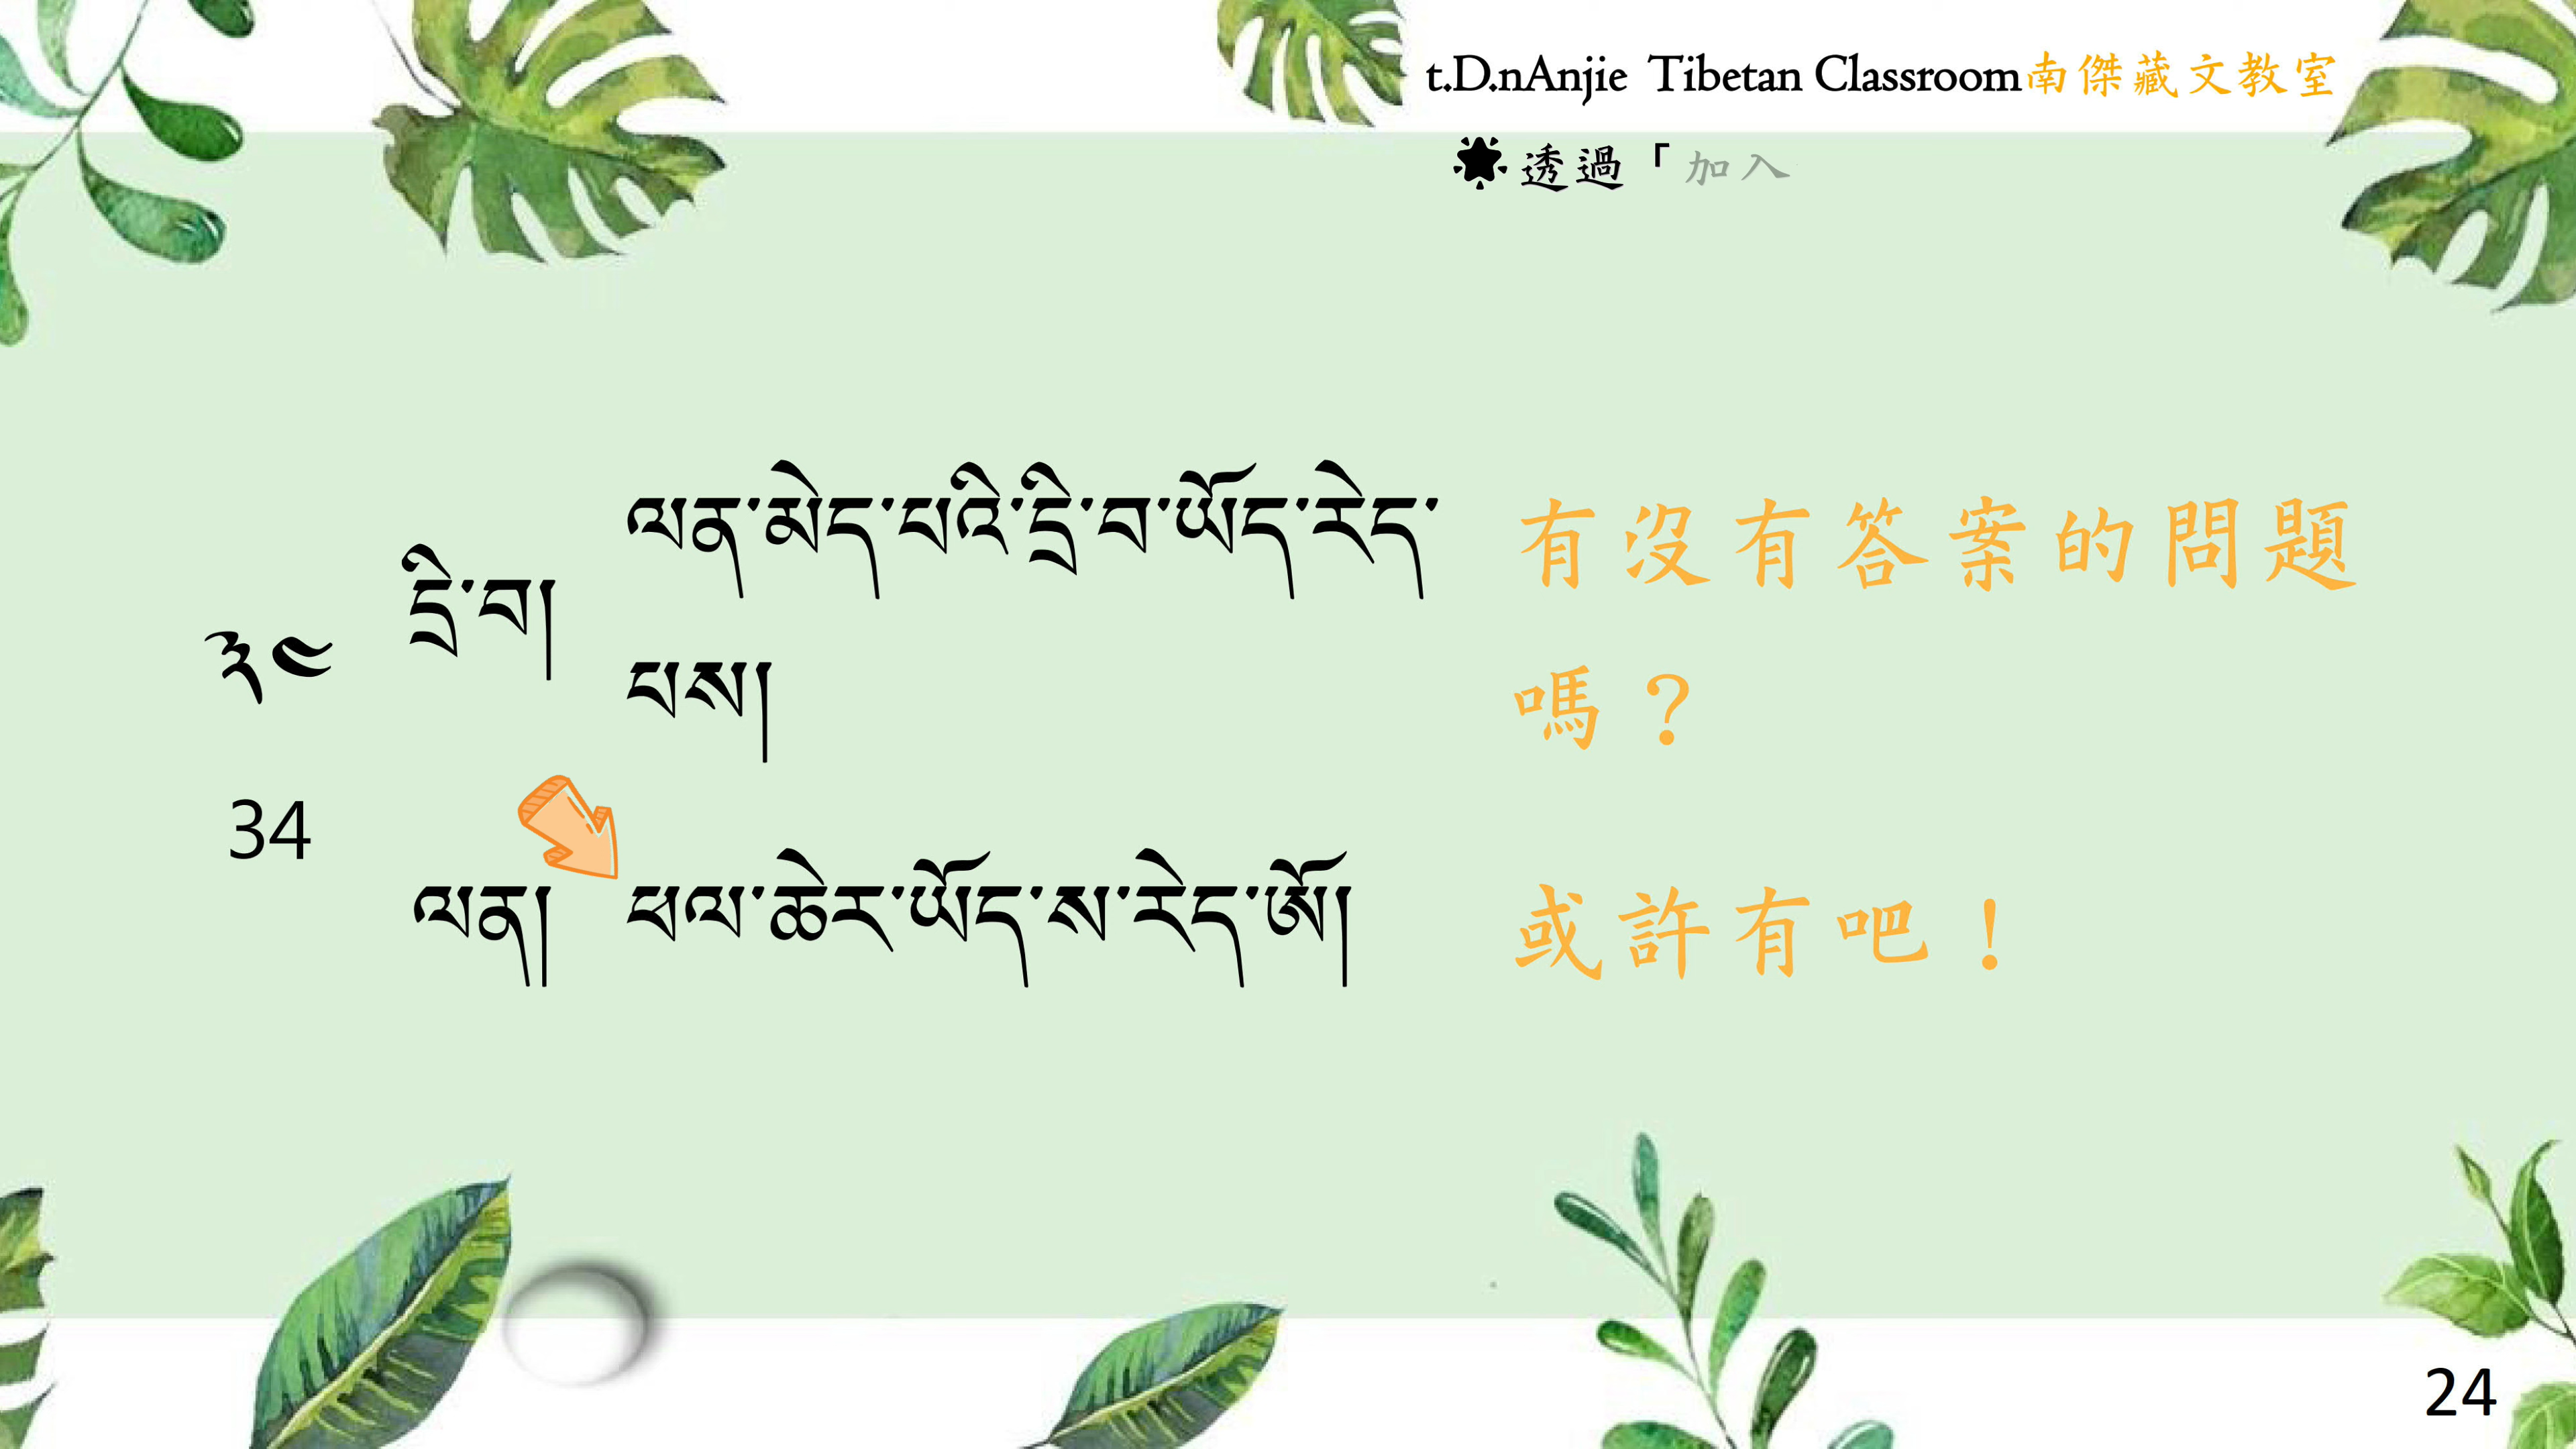 t.D.nAnjie Tibetan Classroom南傑藏文教室
透過「加入
༣༤
དྲི་བ།
ལན་མེད་པའི་དྲི་བ་ཡོད་རེད་
པས།
有沒有答案的問題
嗎？
34
ལན།
ཕལ་ཆེར་ཡོད་ས་རེད་ཨོ།
或許有吧！
24